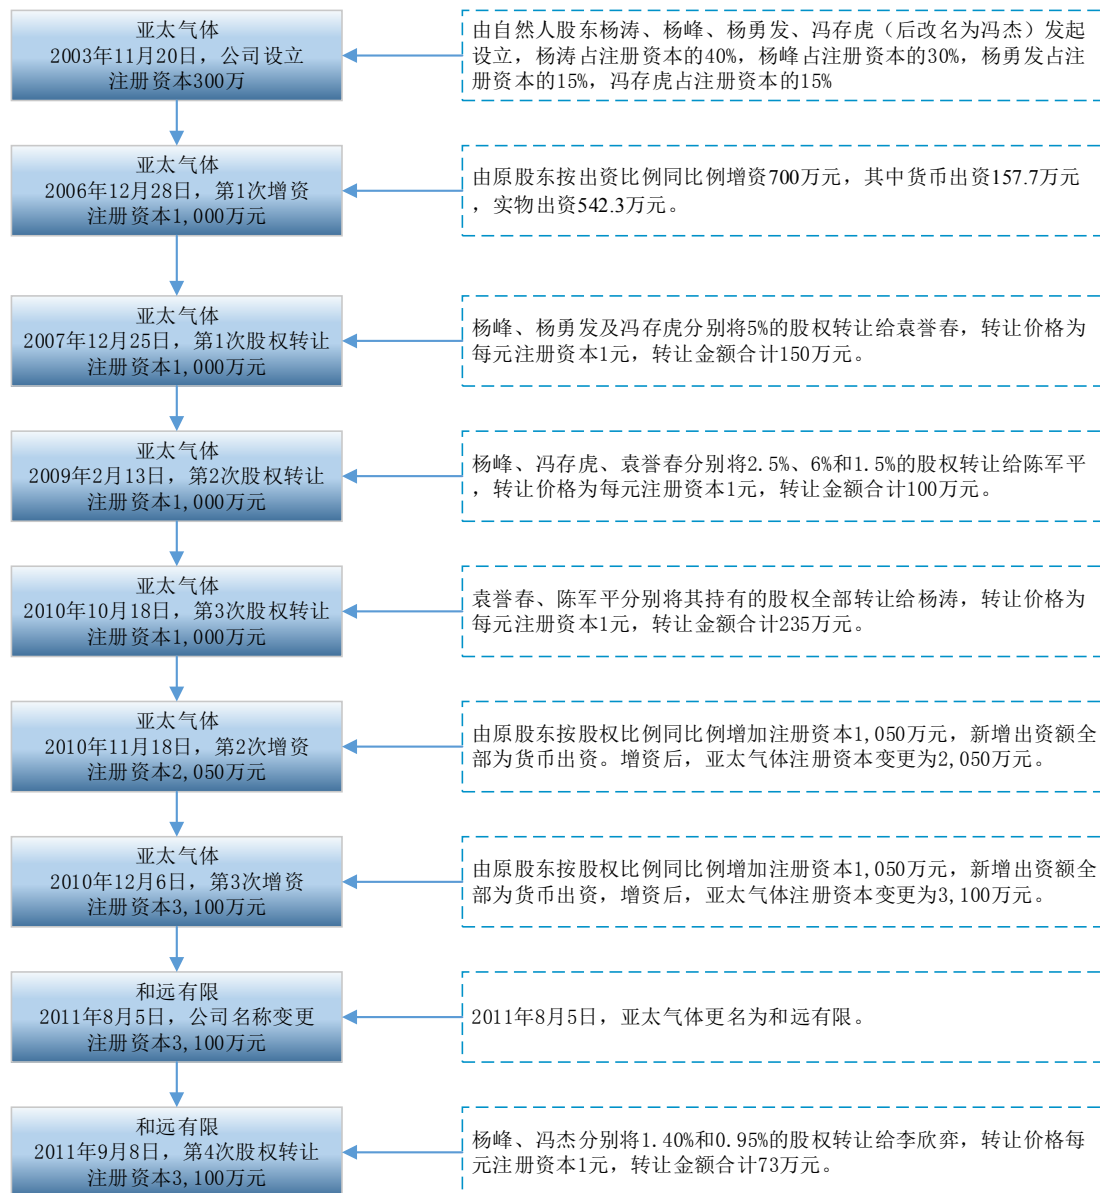 亚太气体
2003年11月20日，公司设立
注册资本300万
由自然人股东杨涛、杨峰、杨勇发、冯存虎（后改名为冯杰）发起
设立，杨涛占注册资本的40%，杨峰占注册资本的30%，杨勇发占注
册资本的15%，冯存虎占注册资本的15%
亚太气体
2006年12月28日，第1次增资
注册资本1,000万元
由原股东按出资比例同比例增资700万元，其中货币出资157.7万元
，实物出资542.3万元。
亚太气体
2007年12月25日，第1次股权转让
注册资本1,000万元
杨峰、杨勇发及冯存虎分别将5%的股权转让给袁誉春，转让价格为
每元注册资本1元，转让金额合计150万元。
亚太气体
2009年2月13日，第2次股权转让
注册资本1,000万元
杨峰、冯存虎、袁誉春分别将2.5%、6%和1.5%的股权转让给陈军平
，转让价格为每元注册资本1元，转让金额合计100万元。
亚太气体
2010年10月18日，第3次股权转让
注册资本1,000万元
袁誉春、陈军平分别将其持有的股权全部转让给杨涛，转让价格为
每元注册资本1元，转让金额合计235万元。
亚太气体
2010年11月18日，第2次增资
注册资本2,050万元
由原股东按股权比例同比例增加注册资本1,050万元，新增出资额全
部为货币出资。增资后，亚太气体注册资本变更为2,050万元。
亚太气体
2010年12月6日，第3次增资
注册资本3,100万元
由原股东按股权比例同比例增加注册资本1,050万元，新增出资额全
部为货币出资，增资后，亚太气体注册资本变更为3,100万元。
和远有限
2011年8月5日，公司名称变更
注册资本3,100万元
2011年8月5日，亚太气体更名为和远有限。
和远有限
2011年9月8日，第4次股权转让
注册资本3,100万元
杨峰、冯杰分别将1.40%和0.95%的股权转让给李欣弈，转让价格每
元注册资本1元，转让金额合计73万元。